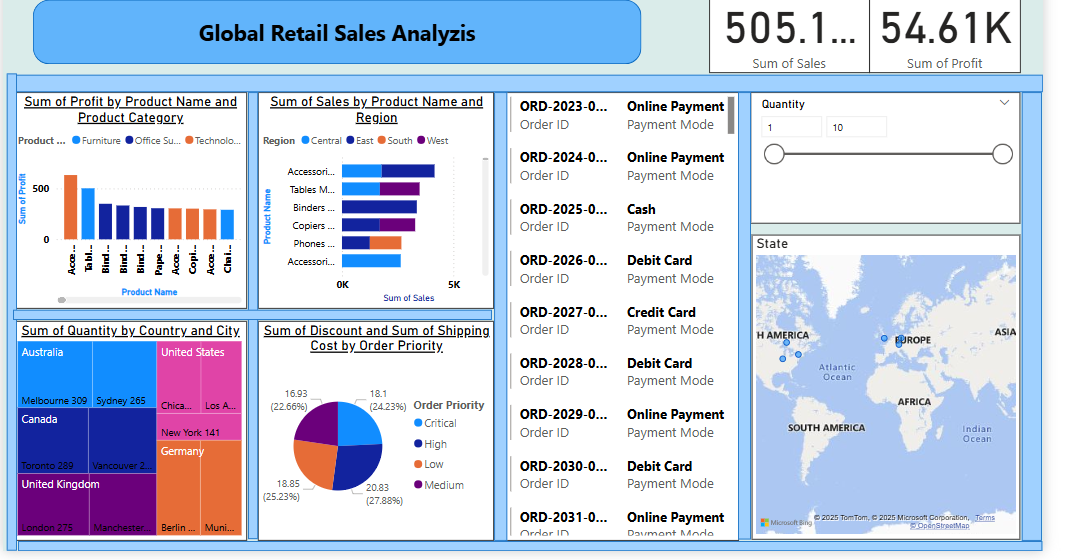 Global Retail Sales Analyzis
505.1...
Sum of Sales
54.61K
Sum of Profit
Sum of Profit by Product Name and
Product Category
Product ... Furniture Office Su... Technolo...
Sum of Profit
500
0
Acce...
Tabl...
Bind...
Bind...
Bind...
Pape...
Acce...
Copi...
Acce...
Chai...
Product Name
Sum of Sales by Product Name and
Region
Region Central East South West
Product Name
Accessori...
Tables M...
Binders ...
Copiers ...
Phones ...
Accessori...
0K 5K
Sum of Sales
ORD-2023-0... Online Payment
Order ID Payment Mode
ORD-2024-0... Online Payment
Order ID Payment Mode
ORD-2025-0... Cash
Order ID Payment Mode
ORD-2026-0... Debit Card
Order ID Payment Mode
ORD-2027-0... Credit Card
Order ID Payment Mode
ORD-2028-0... Debit Card
Order ID Payment Mode
ORD-2029-0... Online Payment
Order ID Payment Mode
ORD-2030-0... Debit Card
Order ID Payment Mode
ORD-2031-0... Online Payment
Order ID Payment Mode
Quantity
1 10
State
H AMERICA
EUROPE
ASIA
Atlantic
Ocean
AFRICA
SOUTH AMERICA
Indian
Ocean
Microsoft Bing
© 2025 TomTom, © 2025 Microsoft Corporation, Terms
© OpenStreetMap
Sum of Quantity by Country and City
Australia
Melbourne 309 Sydney 265
Canada
Toronto 289 Vancouver 2...
United Kingdom
London 275 Manchester...
United States
Chica... Los A...
New York 141
Germany
Berlin ... Muni...
Sum of Discount and Sum of Shipping
Cost by Order Priority
16.93
(22.66%)
18.1
(24.23%)
18.85
(25.23%)
20.83
(27.88%)
Order Priority
Critical
High
Low
Medium